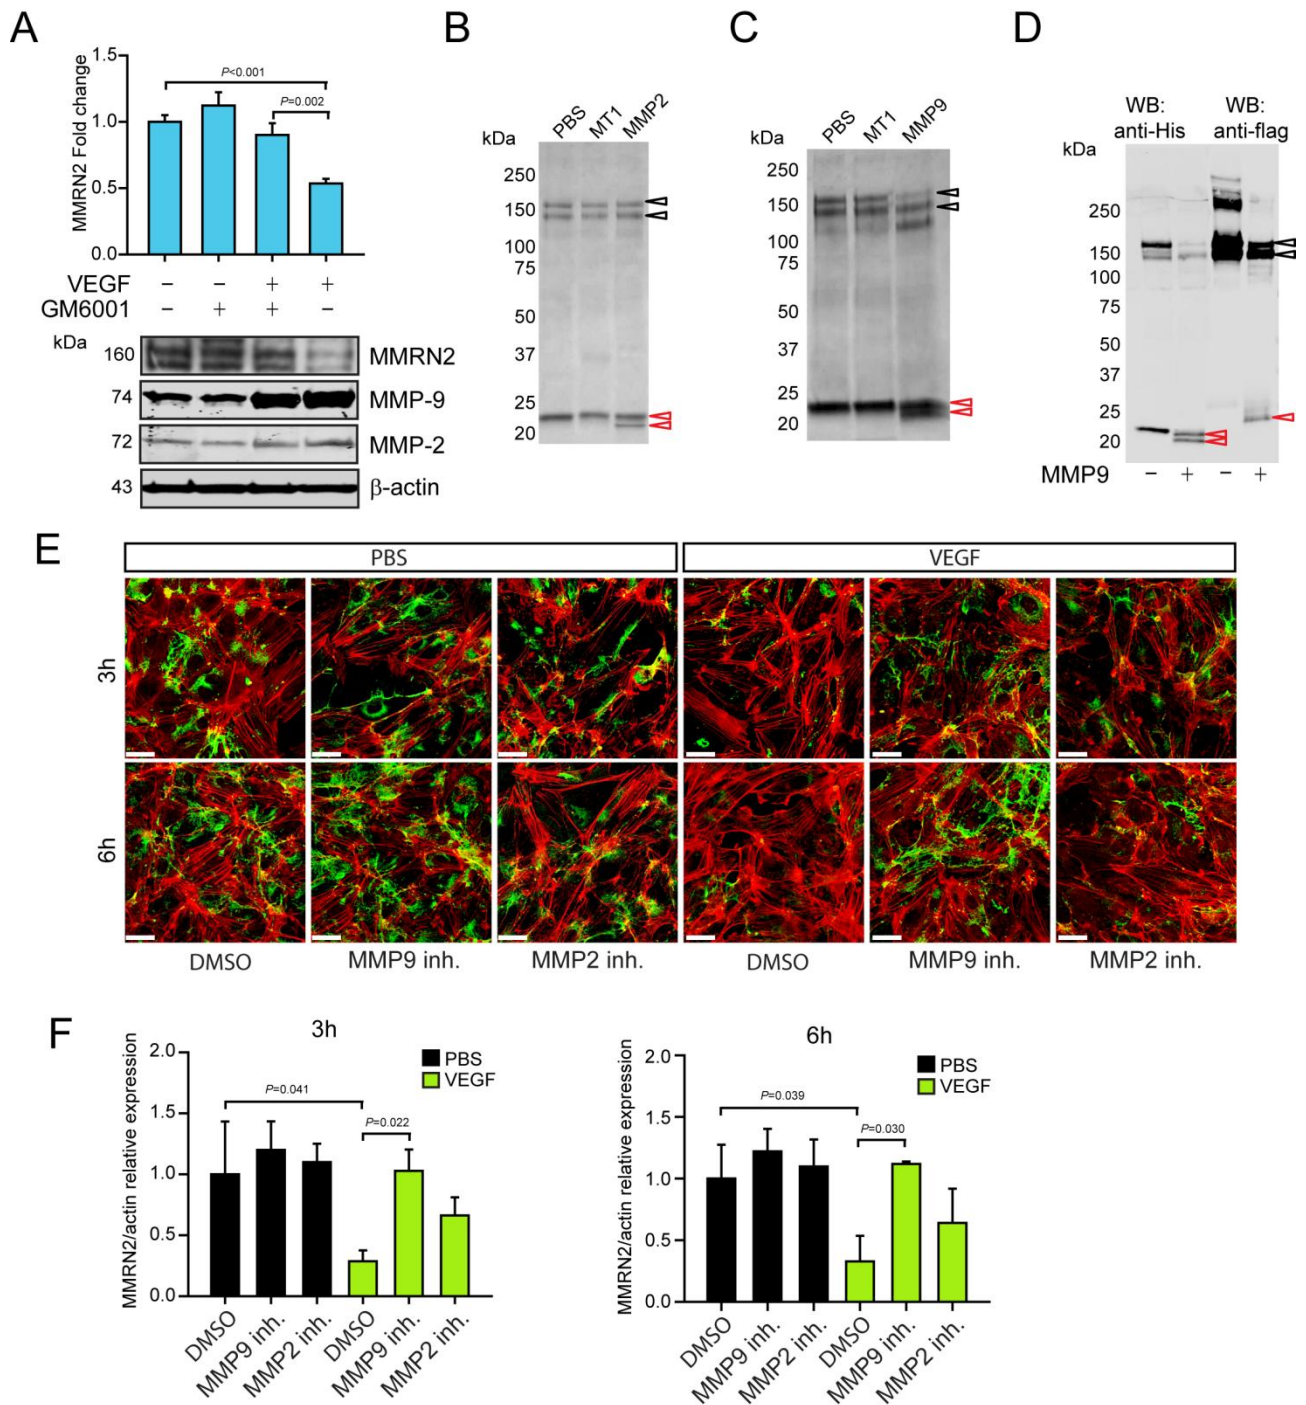 A
MMRN2 Fold change
1.5
1.0
0.5
0.0
P<0.001
P=0.002
VEGF − − + +
GM6001 − + + −
kDa
160 MMRN2
74 MMP-9
72 MMP-2
43 β-actin
B
kDa
PBS MT1 MMP2
250
150
100
75
50
37
25
20
C
kDa
PBS MT1 MMP9
250
150
100
75
50
37
25
20
D
WB: anti-His
WB: anti-flag
kDa
250
150
100
75
50
37
25
20
MMP9 − + − +
E
PBS VEGF
3h
6h
DMSO MMP9 inh. MMP2 inh. DMSO MMP9 inh. MMP2 inh.
F
3h
MMRN2/actin relative expression
2.0
1.5
1.0
0.5
0.0
PBS
VEGF
P=0.041
P=0.022
DMSO MMP9 inh. MMP2 inh. DMSO MMP9 inh. MMP2 inh.
6h
MMRN2/actin relative expression
2.0
1.5
1.0
0.5
0.0
PBS
VEGF
P=0.039
P=0.030
DMSO MMP9 inh. MMP2 inh. DMSO MMP9 inh. MMP2 inh.